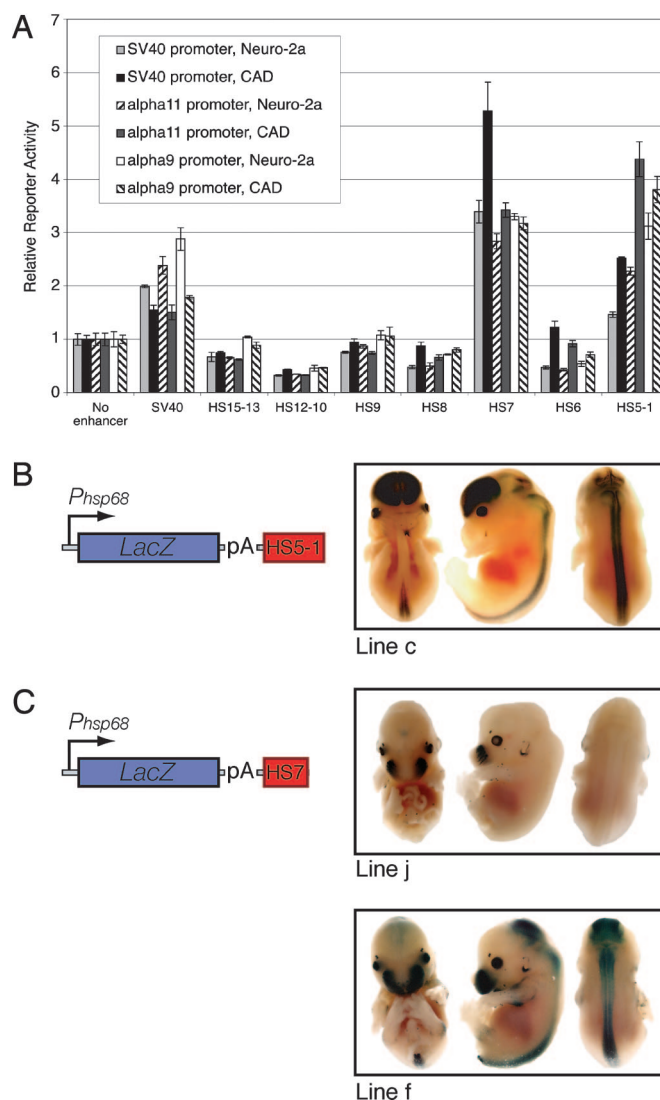 A
7
6
5
4
3
2
1
0
Relative Reporter Activity
SV40 promoter, Neuro-2a
SV40 promoter, CAD
alpha11 promoter, Neuro-2a
alpha11 promoter, CAD
alpha9 promoter, Neuro-2a
alpha9 promoter, CAD
No enhancer SV40 HS15-13 HS12-10 HS9 HS8 HS7 HS6 HS5-1
B
Phsp68
LacZ pA HS5-1
Line c
C
Phsp68
LacZ pA HS7
Line j
Line f